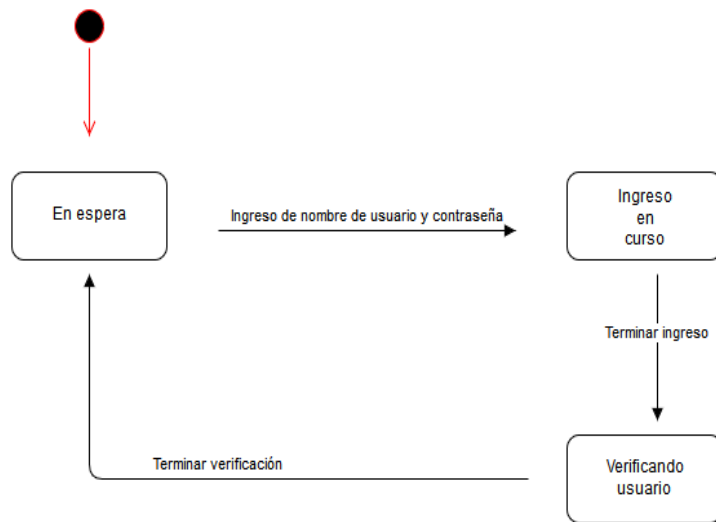 En espera
Ingreso de nombre de usuario y contraseña
Ingreso
en
curso
Terminar ingreso
Verificando
usuario
Terminar verificación